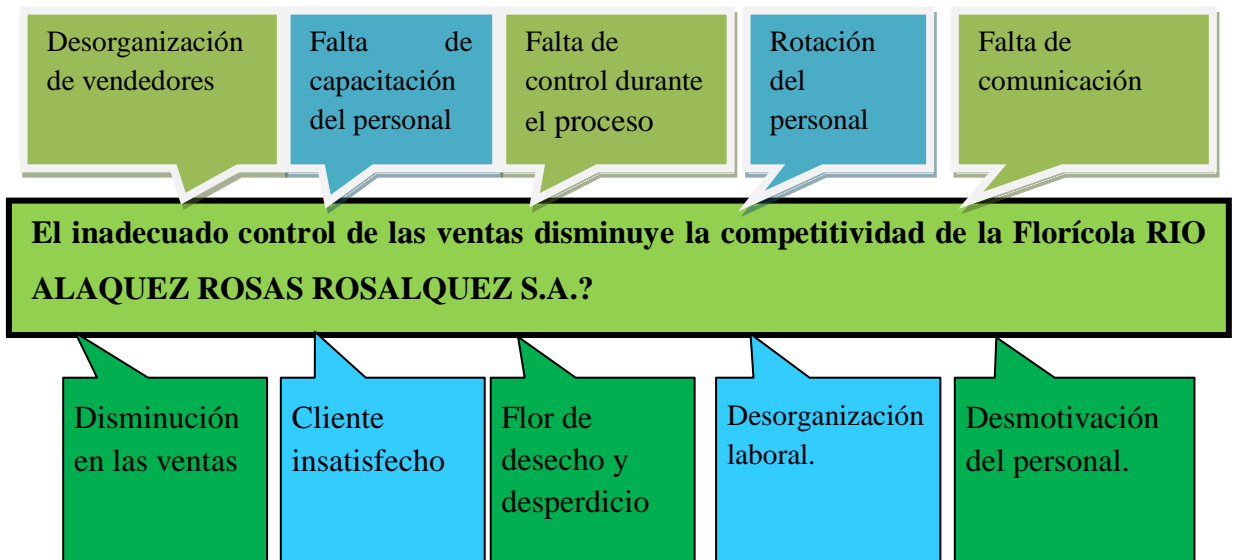 Desorganización
de vendedores
Falta de
capacitación
del personal
Falta de
control durante
el proceso
Rotación
del
personal
Falta de
comunicación
El inadecuado control de las ventas disminuye la competitividad de la Florícola RIO
ALAQUEZ ROSAS ROSALQUEZ S.A.?
Disminución
en las ventas
Cliente
insatisfecho
Flor de
desecho y
desperdicio
Desorganización
laboral.
Desmotivación
del personal.